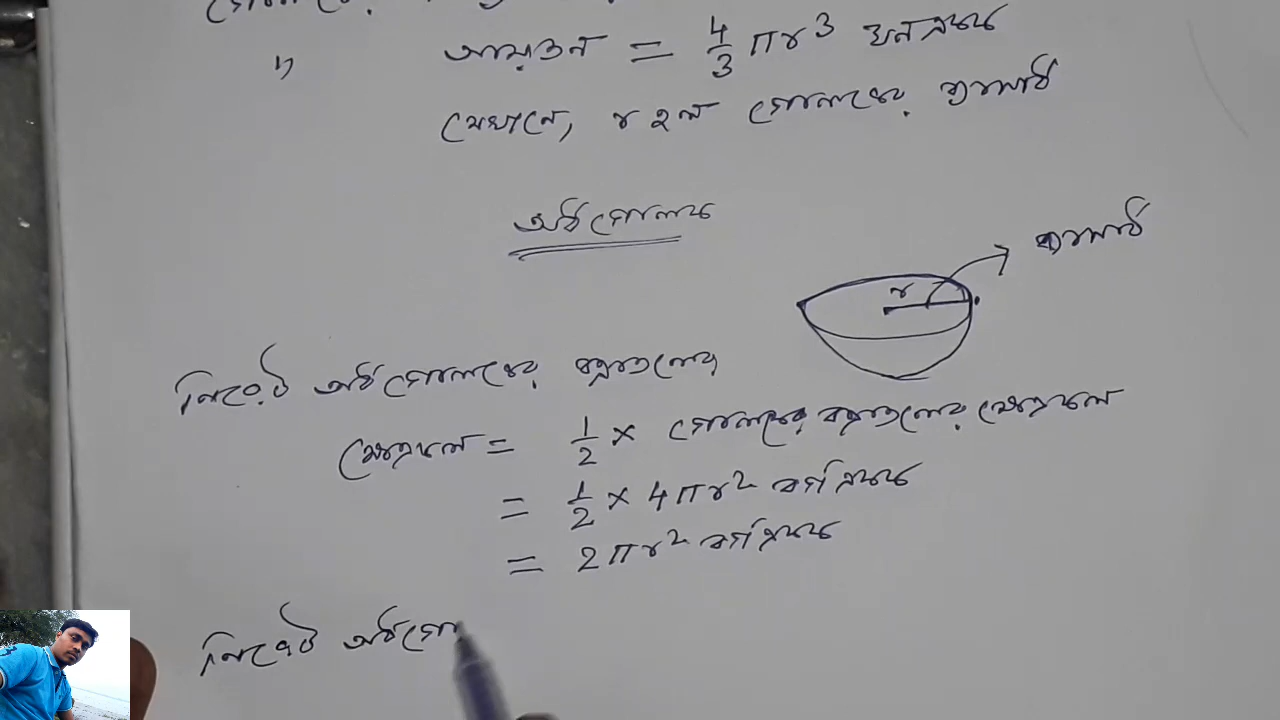 " আয়তন = 4/3 πr³ ঘন একক
যেখানে, r হল গোলকের ব্যাসার্ধ
অর্ধগোলক
r
ব্যাসার্ধ
নিরেট অর্ধগোলকের বক্রতলের
ক্ষেত্রফল = 1/2 × গোলকের বক্রতলের ক্ষেত্রফল
= 1/2 × 4πr² বর্গ একক
= 2πr² বর্গ একক
নিরেট অর্ধগো